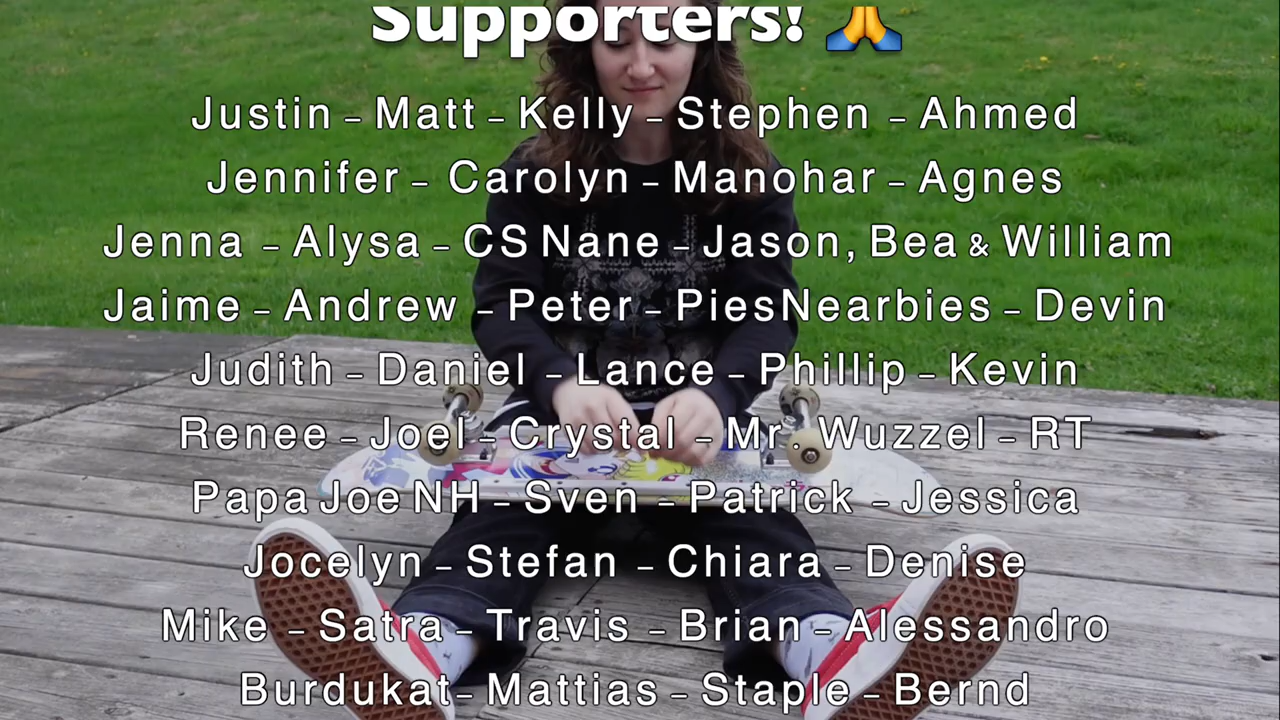 Supporters! 🙏
Justin – Matt – Kelly – Stephen – Ahmed
Jennifer – Carolyn – Manohar – Agnes
Jenna – Alysa – CS Nane – Jason, Bea & William
Jaime – Andrew – Peter – PiesNearbies – Devin
Judith – Daniel – Lance – Phillip – Kevin
Renee – Joel – Crystal – Mr. Wuzzel – RT
Papa Joe NH – Sven – Patrick – Jessica
Jocelyn – Stefan – Chiara – Denise
Mike – Satra – Travis – Brian – Alessandro
Burdukat – Mattias – Staple – Bernd